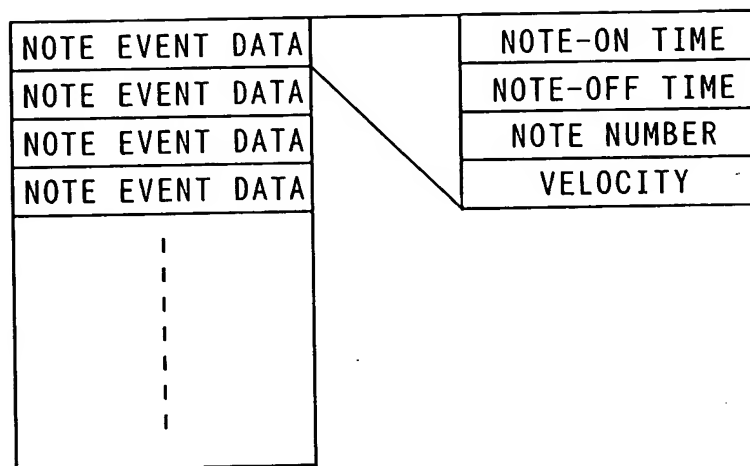 NOTE EVENT DATA
NOTE EVENT DATA
NOTE EVENT DATA
NOTE EVENT DATA
NOTE-ON TIME
NOTE-OFF TIME
NOTE NUMBER
VELOCITY